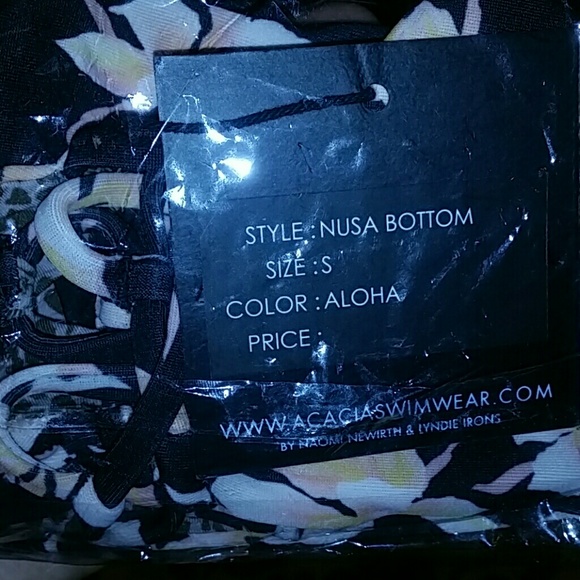 STYLE : NUSA BOTTOM
SIZE : S
COLOR : ALOHA
PRICE :
WWW.ACACIASWIMWEAR.COM
BY NAOMI NEWIRTH & LYNDIE IRONS